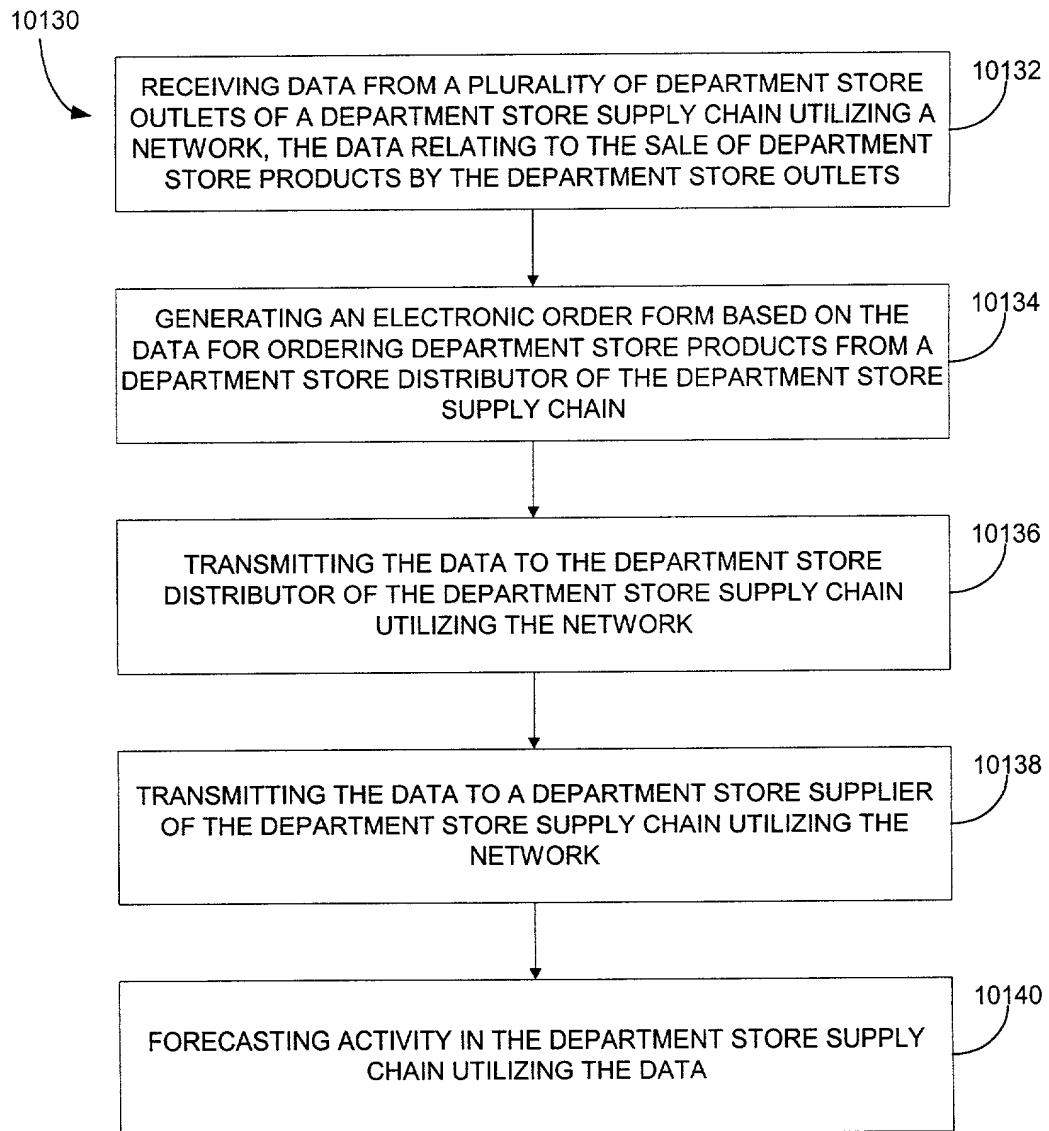 10130
RECEIVING DATA FROM A PLURALITY OF DEPARTMENT STORE
OUTLETS OF A DEPARTMENT STORE SUPPLY CHAIN UTILIZING A
NETWORK, THE DATA RELATING TO THE SALE OF DEPARTMENT
STORE PRODUCTS BY THE DEPARTMENT STORE OUTLETS
10132
GENERATING AN ELECTRONIC ORDER FORM BASED ON THE
DATA FOR ORDERING DEPARTMENT STORE PRODUCTS FROM A
DEPARTMENT STORE DISTRIBUTOR OF THE DEPARTMENT STORE
SUPPLY CHAIN
10134
TRANSMITTING THE DATA TO THE DEPARTMENT STORE
DISTRIBUTOR OF THE DEPARTMENT STORE SUPPLY CHAIN
UTILIZING THE NETWORK
10136
TRANSMITTING THE DATA TO A DEPARTMENT STORE SUPPLIER
OF THE DEPARTMENT STORE SUPPLY CHAIN UTILIZING THE
NETWORK
10138
FORECASTING ACTIVITY IN THE DEPARTMENT STORE SUPPLY
CHAIN UTILIZING THE DATA
10140